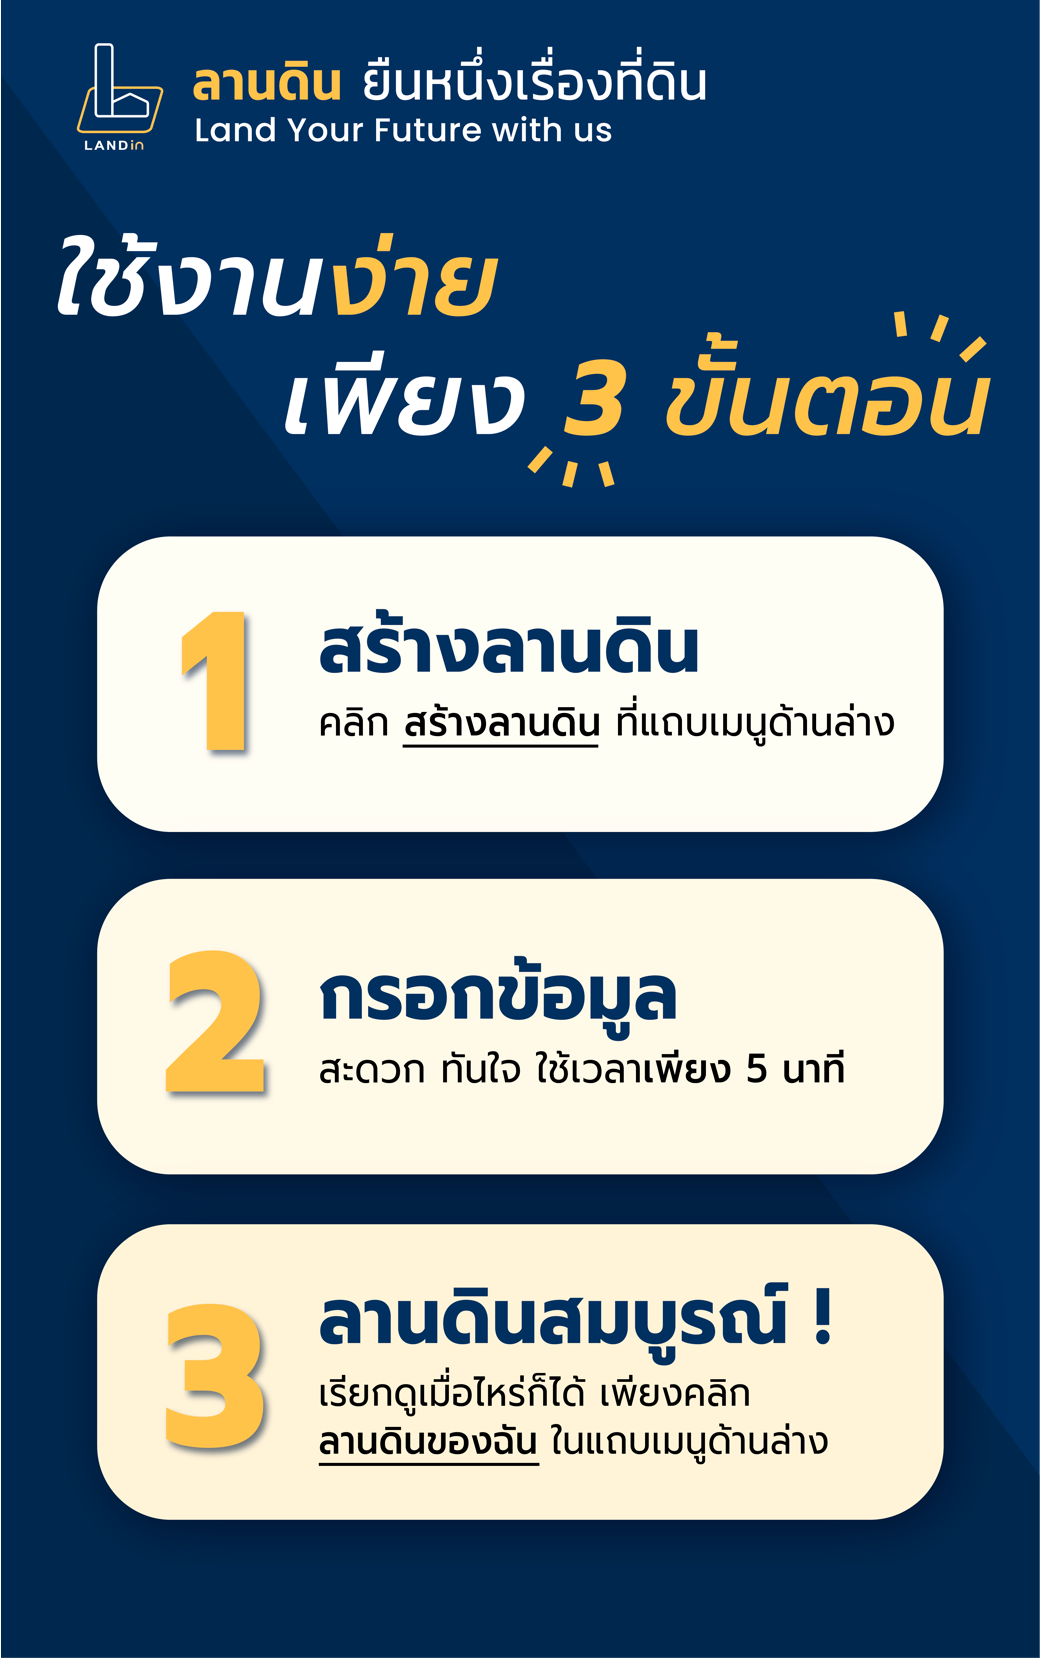 LANDin
ลานดิน ยืนหนึ่งเรื่องที่ดิน
Land Your Future with us
ใช้งานง่าย
เพียง 3 ขั้นตอน
1
สร้างลานดิน
คลิก สร้างลานดิน ที่แถบเมนูด้านล่าง
2
กรอกข้อมูล
สะดวก ทันใจ ใช้เวลาเพียง 5 นาที
3
ลานดินสมบูรณ์ !
เรียกดูเมื่อไหร่ก็ได้ เพียงคลิก
ลานดินของฉัน ในแถบเมนูด้านล่าง